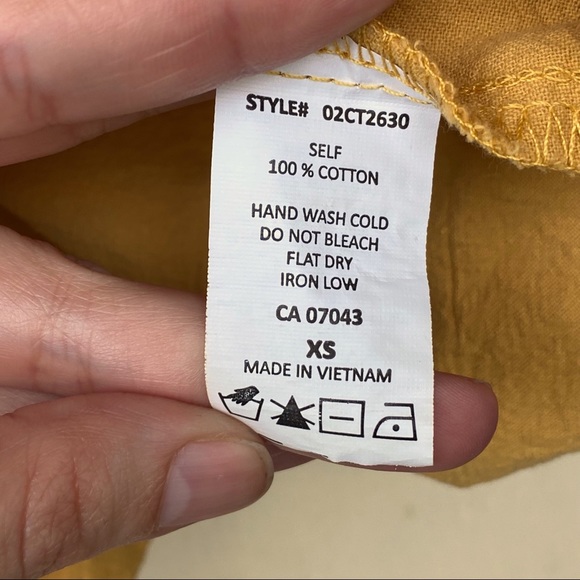 STYLE# 02CT2630
SELF
100 % COTTON
HAND WASH COLD
DO NOT BLEACH
FLAT DRY
IRON LOW
CA 07043
XS
MADE IN VIETNAM